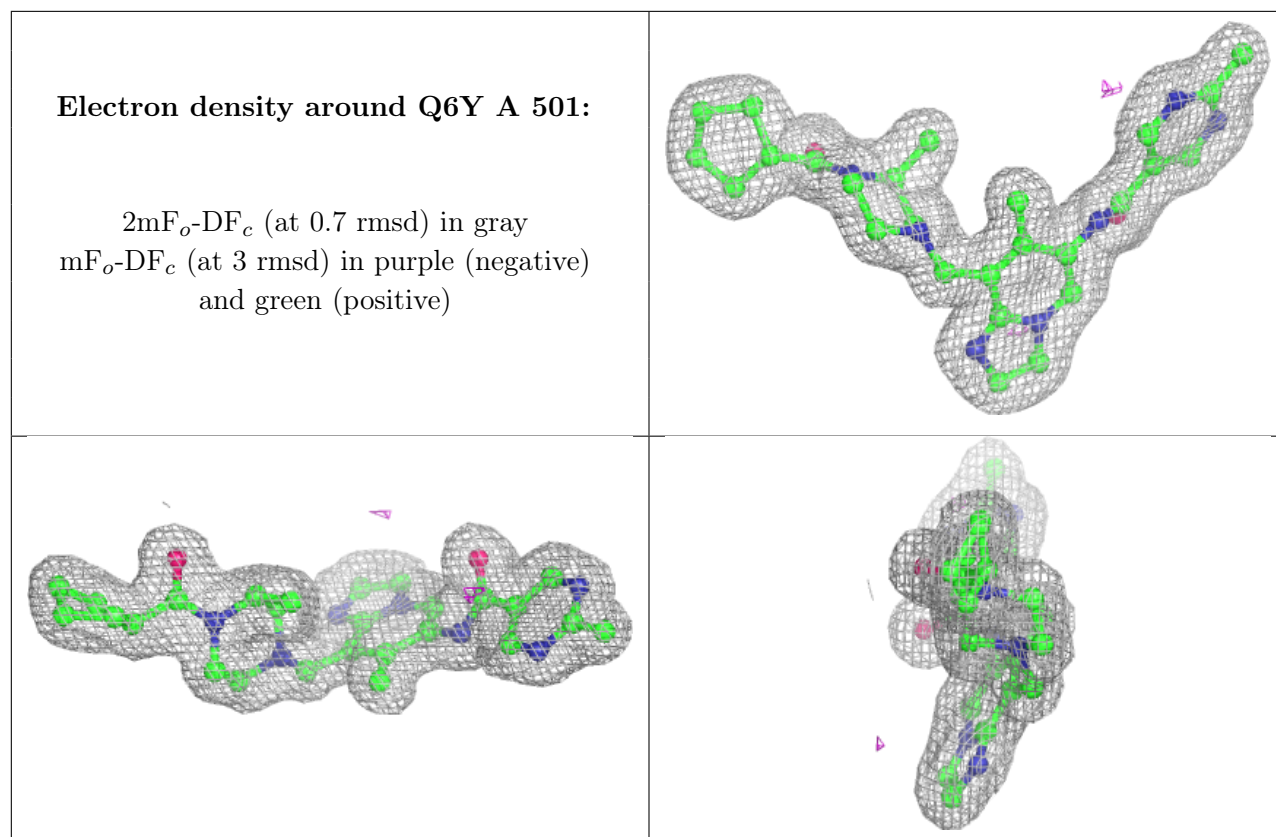 Electron density around Q6Y A 501:
2mFₒ-DF𝒸 (at 0.7 rmsd) in gray
mFₒ-DF𝒸 (at 3 rmsd) in purple (negative)
and green (positive)